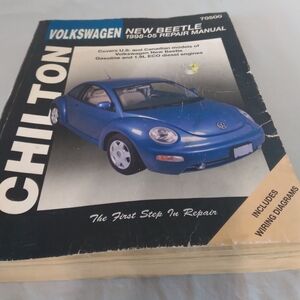 70900
VOLKSWAGEN NEW BEETLE
1998-05 REPAIR MANUAL
Covers U.S. and Canadian models of
Volkswagen New Beetle
Gasoline and 1.9L ECO diesel engines
CHILTON
The First Step In Repair
INCLUDES
WIRING DIAGRAMS